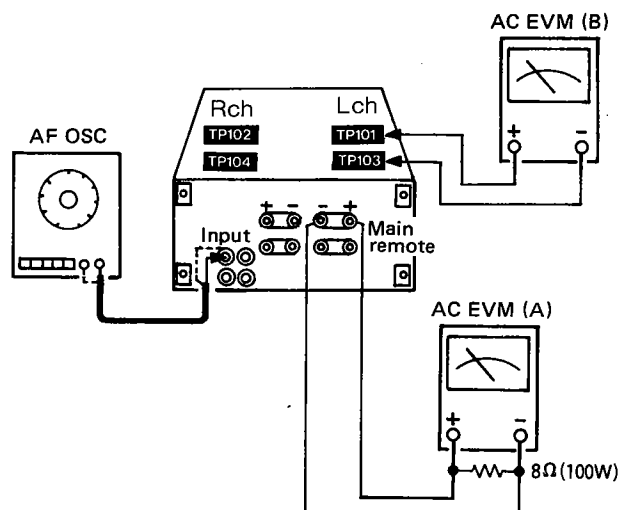 AC EVM (B)
+ -
Rch Lch
TP102 TP101
TP104 TP103
AF OSC
+ - - +
Input
Main
remote
AC EVM (A)
+ -
8Ω(100W)